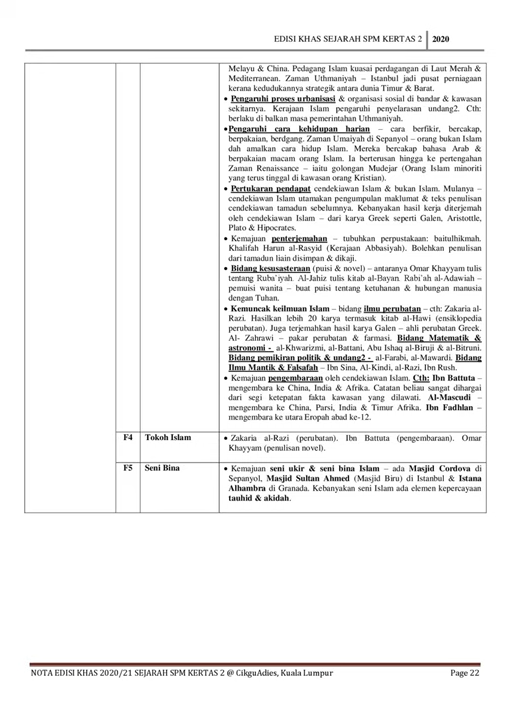 EDISI KHAS SEJARAH SPM KERTAS 2 2020
Melayu & China. Pedagang Islam kuasai perdagangan di Laut Merah &
Mediterranean. Zaman Uthmaniyah – Istanbul jadi pusat perniagaan
kerana kedudukannya strategik antara dunia Timur & Barat.
• Pengaruhi proses urbanisasi & organisasi sosial di bandar & kawasan
sekitarnya. Kerajaan Islam pengaruhi penyelarasan undang2. Cth:
berlaku di balkan masa pemerintahan Uthmaniyah.
•Pengaruhi cara kehidupan harian – cara berfikir, bercakap,
berpakaian, berdgang. Zaman Umaiyah di Sepanyol – orang bukan Islam
dah amalkan cara hidup Islam. Mereka bercakap bahasa Arab &
berpakaian macam orang Islam. Ia berterusan hingga ke pertengahan
Zaman Renaissance – iaitu golongan Mudejar (Orang Islam minoriti
yang terus tinggal di kawasan orang Kristian).
• Pertukaran pendapat cendekiawan Islam & bukan Islam. Mulanya –
cendekiawan Islam utamakan pengumpulan maklumat & teks penulisan
cendekiawan tamadun sebelumnya. Kebanyakan hasil kerja diterjemah
oleh cendekiawan Islam – dari karya Greek seperti Galen, Aristottle,
Plato & Hipocrates.
• Kemajuan penterjemahan – tubuhkan perpustakaan: baitulhikmah.
Khalifah Harun al-Rasyid (Kerajaan Abbasiyah). Bolehkan penulisan
dari tamadun liain disimpan & dikaji.
• Bidang kesusasteraan (puisi & novel) – antaranya Omar Khayyam tulis
tentang Ruba`iyah. Al-Jahiz tulis kitab al-Bayan. Rabi`ah al-Adawiah –
pemuisi wanita – buat puisi tentang ketuhanan & hubungan manusia
dengan Tuhan.
• Kemuncak keilmuan Islam – bidang ilmu perubatan – cth: Zakaria al-
Razi. Hasilkan lebih 20 karya termasuk kitab al-Hawi (ensiklopedia
perubatan). Juga terjemahkan hasil karya Galen – ahli perubatan Greek.
Al- Zahrawi – pakar perubatan & farmasi. Bidang Matematik &
astronomi - al-Khwarizmi, al-Battani, Abu Ishaq al-Biruji & al-Bitruni.
Bidang pemikiran politik & undang2 - al-Farabi, al-Mawardi. Bidang
Ilmu Mantik & Falsafah – Ibn Sina, Al-Kindi, al-Razi, Ibn Rush.
• Kemajuan pengembaraan oleh cendekiawan Islam. Cth: Ibn Battuta –
mengembara ke China, India & Afrika. Catatan beliau sangat dihargai
dari segi ketepatan fakta kawasan yang dilawati. Al-Mascudi –
mengembara ke China, Parsi, India & Timur Afrika. Ibn Fadhlan –
mengembara ke utara Eropah abad ke-12.
F4 Tokoh Islam • Zakaria al-Razi (perubatan). Ibn Battuta (pengembaraan). Omar
Khayyam (penulisan novel).
F5 Seni Bina • Kemajuan seni ukir & seni bina Islam – ada Masjid Cordova di
Sepanyol, Masjid Sultan Ahmed (Masjid Biru) di Istanbul & Istana
Alhambra di Granada. Kebanyakan seni Islam ada elemen kepercayaan
tauhid & akidah.
NOTA EDISI KHAS 2020/21 SEJARAH SPM KERTAS 2 @ CikguAdies, Kuala Lumpur Page 22